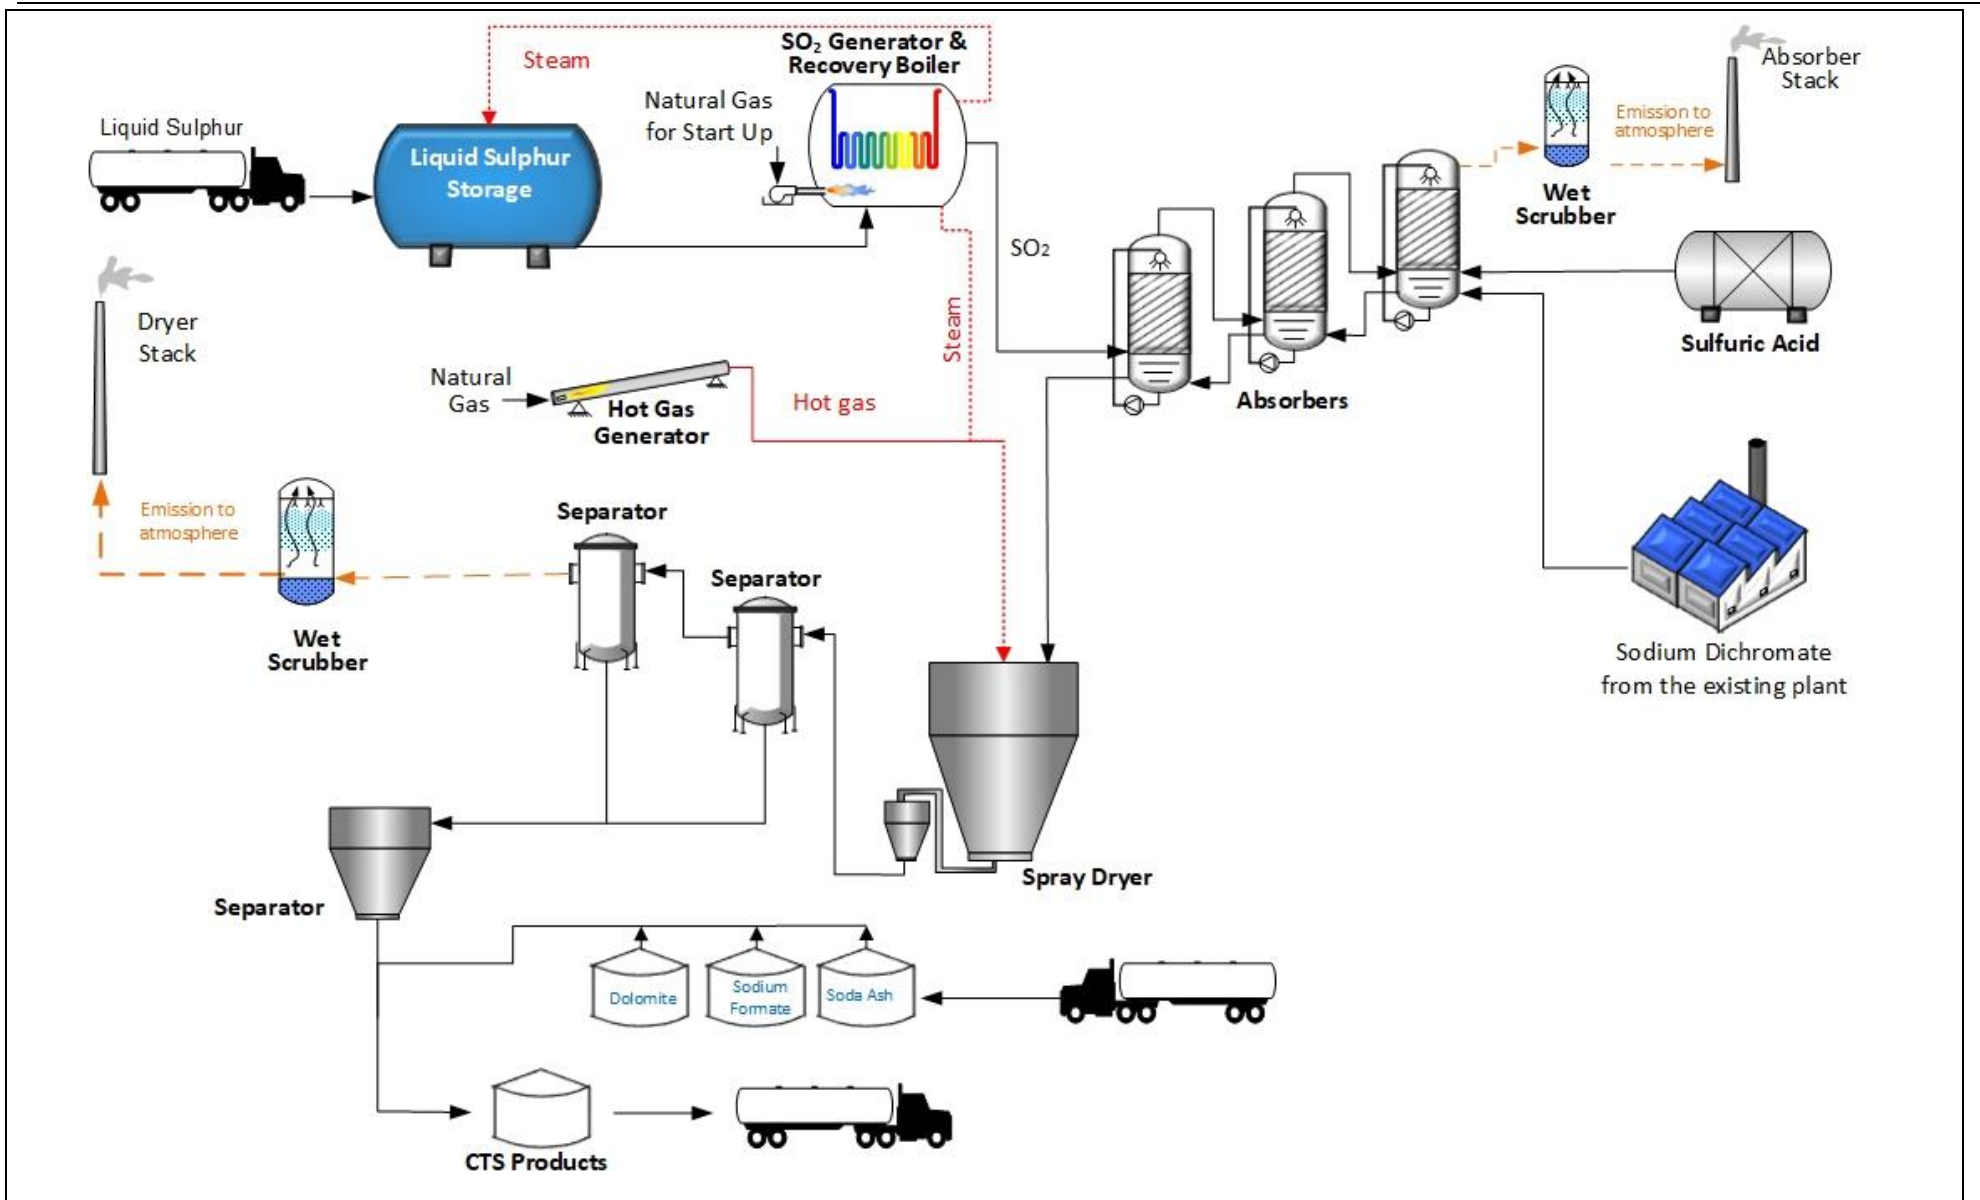 Steam
SO₂ Generator &
Recovery Boiler
Natural Gas
for Start Up
Liquid Sulphur
Liquid Sulphur
Storage
Absorber
Stack
Emission to
atmosphere
Wet
Scrubber
SO₂
Steam
Sulfuric Acid
Absorbers
Dryer
Stack
Natural
Gas
Hot Gas
Generator
Hot gas
Emission to
atmosphere
Separator
Separator
Wet
Scrubber
Sodium Dichromate
from the existing plant
Spray Dryer
Separator
Dolomite
Sodium
Formate
Soda Ash
CTS Products